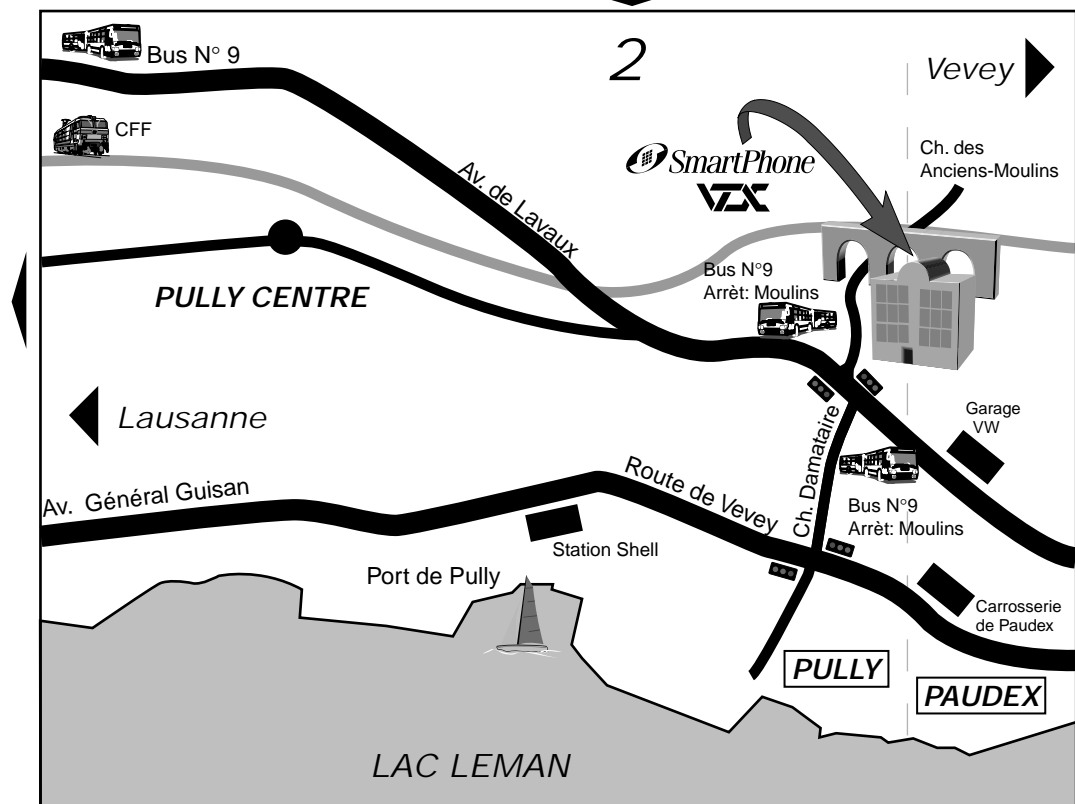 2
Vevey
Bus N° 9
CFF
SmartPhone
VTX
Ch. des
Anciens-Moulins
Av. de Lavaux
PULLY CENTRE
Bus N°9
Arrèt: Moulins
Lausanne
Garage
VW
Ch. Damataire
Av. Général Guisan
Route de Vevey
Bus N°9
Arrèt: Moulins
Station Shell
Port de Pully
Carrosserie
de Paudex
PULLY
PAUDEX
LAC LEMAN